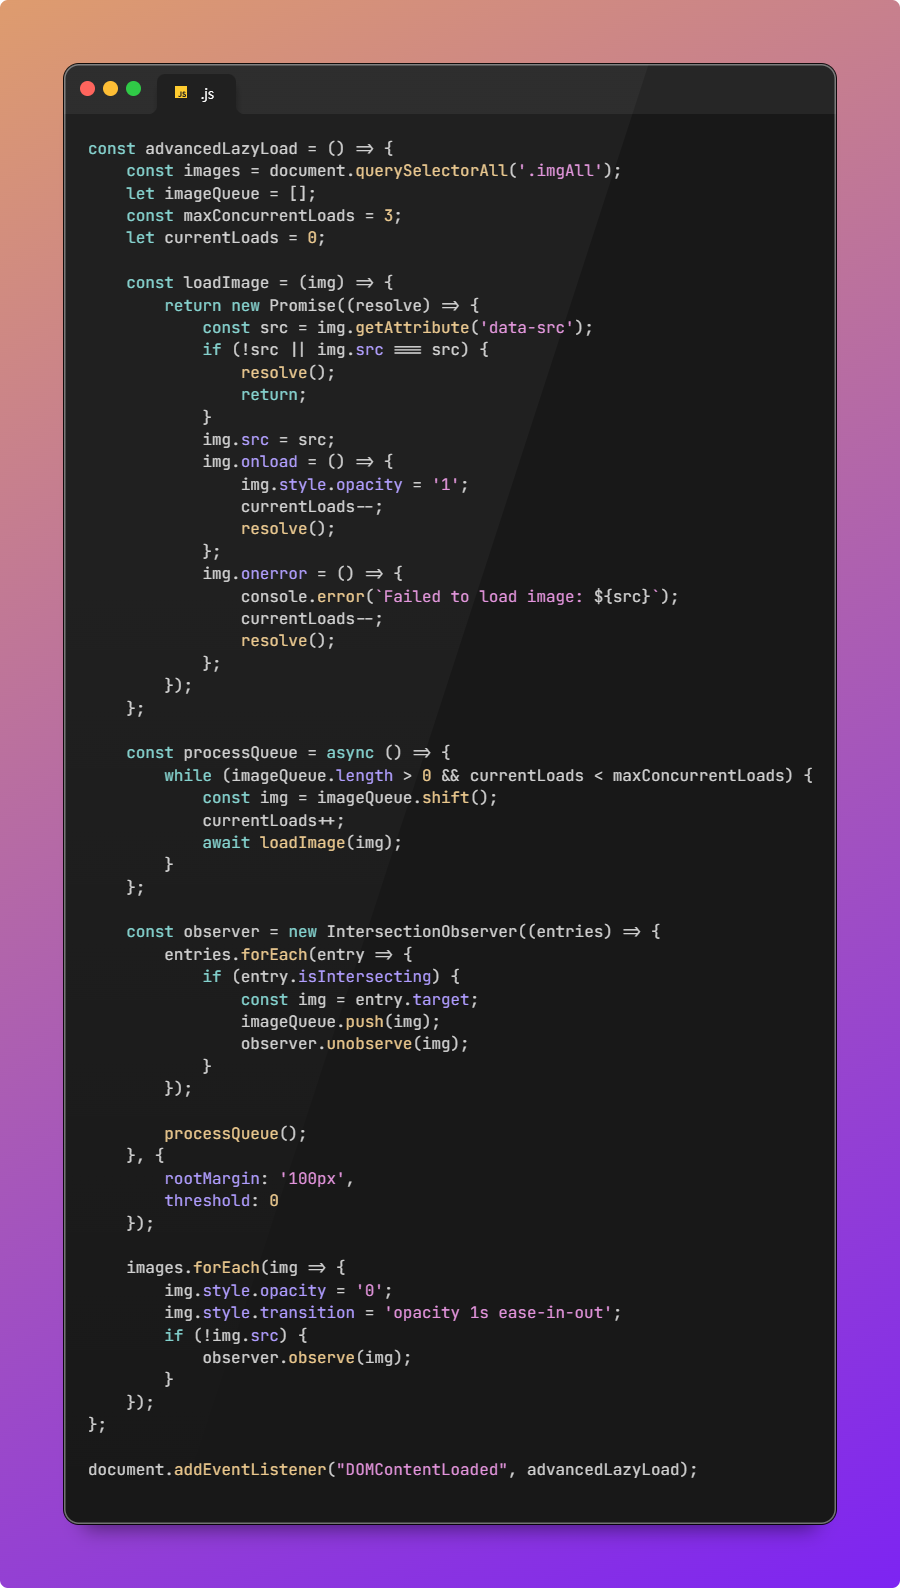 JS .js
const advancedLazyLoad = () => {
    const images = document.querySelectorAll('.imgAll');
    let imageQueue = [];
    const maxConcurrentLoads = 3;
    let currentLoads = 0;

    const loadImage = (img) => {
        return new Promise((resolve) => {
            const src = img.getAttribute('data-src');
            if (!src || img.src === src) {
                resolve();
                return;
            }
            img.src = src;
            img.onload = () => {
                img.style.opacity = '1';
                currentLoads--;
                resolve();
            };
            img.onerror = () => {
                console.error(`Failed to load image: ${src}`);
                currentLoads--;
                resolve();
            };
        });
    };

    const processQueue = async () => {
        while (imageQueue.length > 0 && currentLoads < maxConcurrentLoads) {
            const img = imageQueue.shift();
            currentLoads++;
            await loadImage(img);
        }
    };

    const observer = new IntersectionObserver((entries) => {
        entries.forEach(entry => {
            if (entry.isIntersecting) {
                const img = entry.target;
                imageQueue.push(img);
                observer.unobserve(img);
            }
        });

        processQueue();
    }, {
        rootMargin: '100px',
        threshold: 0
    });

    images.forEach(img => {
        img.style.opacity = '0';
        img.style.transition = 'opacity 1s ease-in-out';
        if (!img.src) {
            observer.observe(img);
        }
    });
};

document.addEventListener("DOMContentLoaded", advancedLazyLoad);